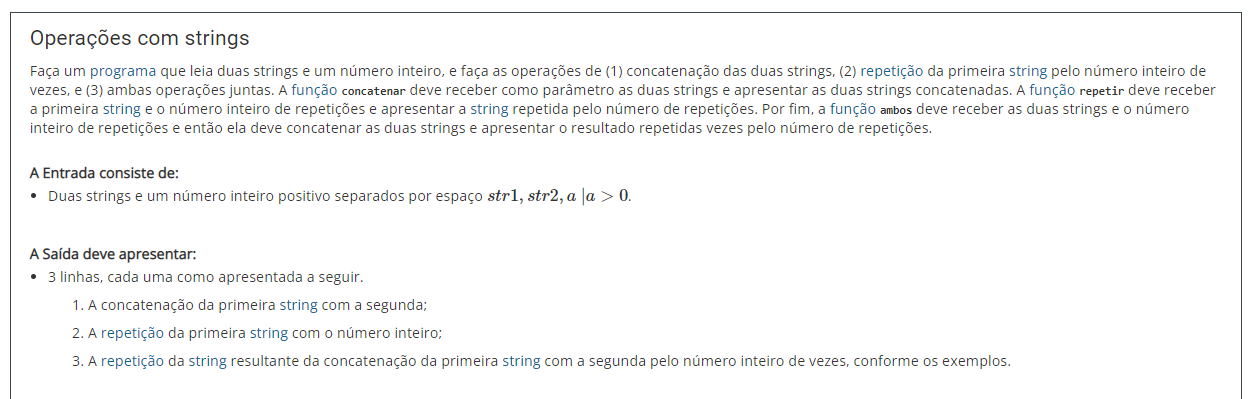 Operações com strings
Faça um programa que leia duas strings e um número inteiro, e faça as operações de (1) concatenação das duas strings, (2) repetição da primeira string pelo número inteiro de
vezes, e (3) ambas operações juntas. A função concatenar deve receber como parâmetro as duas strings e apresentar as duas strings concatenadas. A função repetir deve receber
a primeira string e o número inteiro de repetições e apresentar a string repetida pelo número de repetições. Por fim, a função ambos deve receber as duas strings e o número
inteiro de repetições e então ela deve concatenar as duas strings e apresentar o resultado repetidas vezes pelo número de repetições.
A Entrada consiste de:
• Duas strings e um número inteiro positivo separados por espaço str1, str2, a |a > 0.
A Saída deve apresentar:
• 3 linhas, cada uma como apresentada a seguir.
1. A concatenação da primeira string com a segunda;
2. A repetição da primeira string com o número inteiro;
3. A repetição da string resultante da concatenação da primeira string com a segunda pelo número inteiro de vezes, conforme os exemplos.